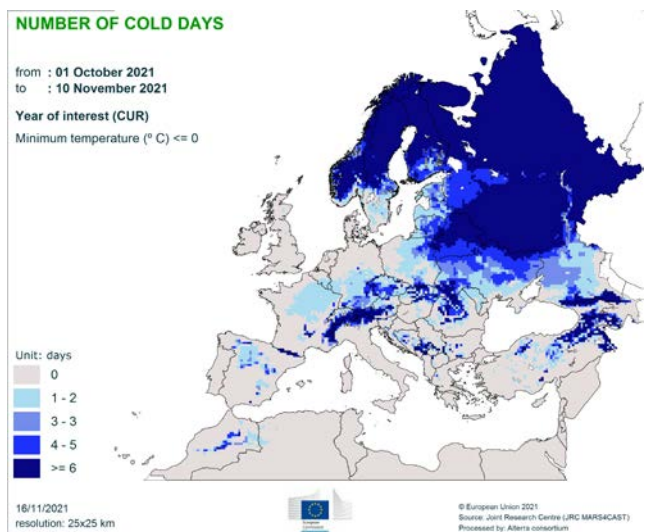 NUMBER OF COLD DAYS
from : 01 October 2021
to : 10 November 2021
Year of interest (CUR)
Minimum temperature (º C) <= 0
Unit: days
0
1 - 2
3 - 3
4 - 5
>= 6
16/11/2021
resolution: 25x25 km
European
Commission
© European Union 2021
Source: Joint Research Centre (JRC MARS4CAST)
Processed by: Alterra consortium